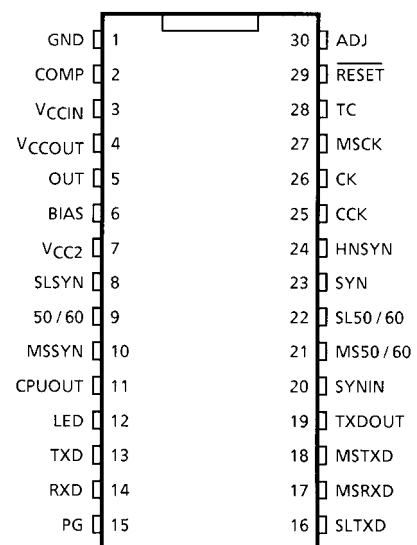 GND 1 30 ADJ
COMP 2 29 RESET
VCCIN 3 28 TC
VCCOUT 4 27 MSCK
OUT 5 26 CK
BIAS 6 25 CCK
VCC2 7 24 HNSYN
SLSYN 8 23 SYN
50 / 60 9 22 SL50 / 60
MSSYN 10 21 MS50 / 60
CPUOUT 11 20 SYNIN
LED 12 19 TXDOUT
TXD 13 18 MSTXD
RXD 14 17 MSRXD
PG 15 16 SLTXD